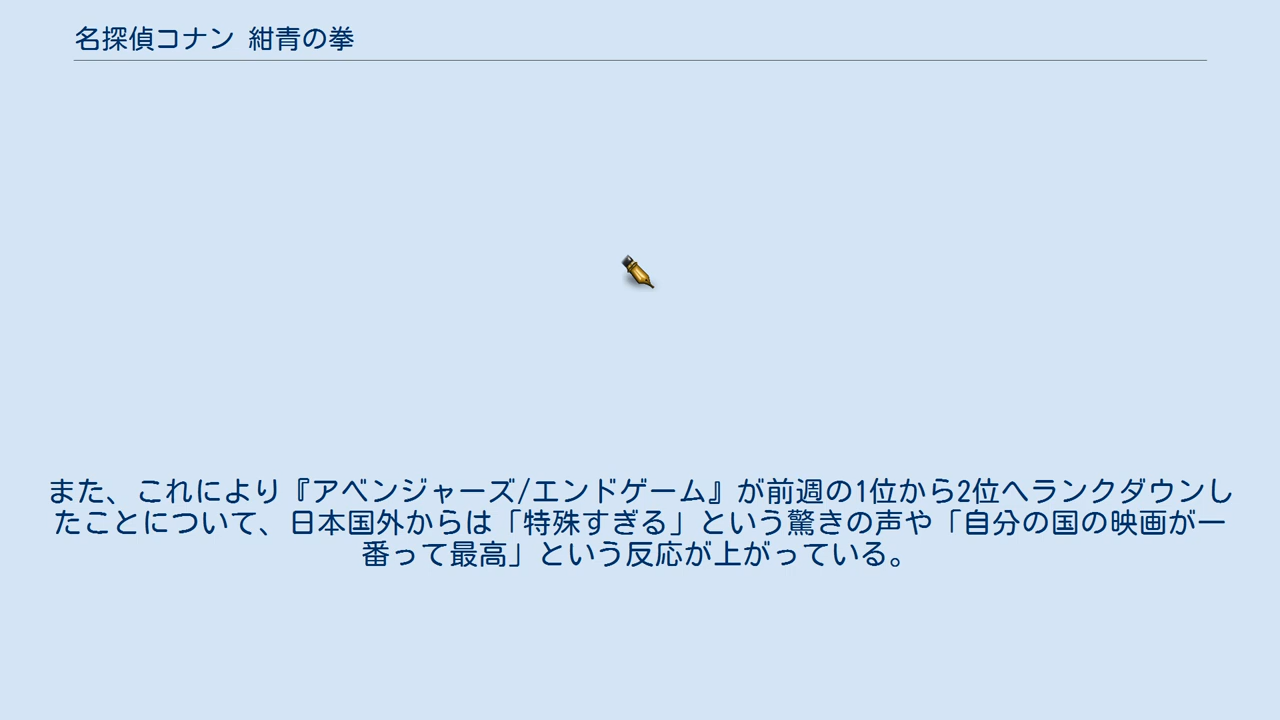 名探偵コナン 紺青の拳
また、これにより『アベンジャーズ/エンドゲーム』が前週の1位から2位へランクダウンし
たことについて、日本国外からは「特殊すぎる」という驚きの声や「自分の国の映画が一
番って最高」という反応が上がっている。